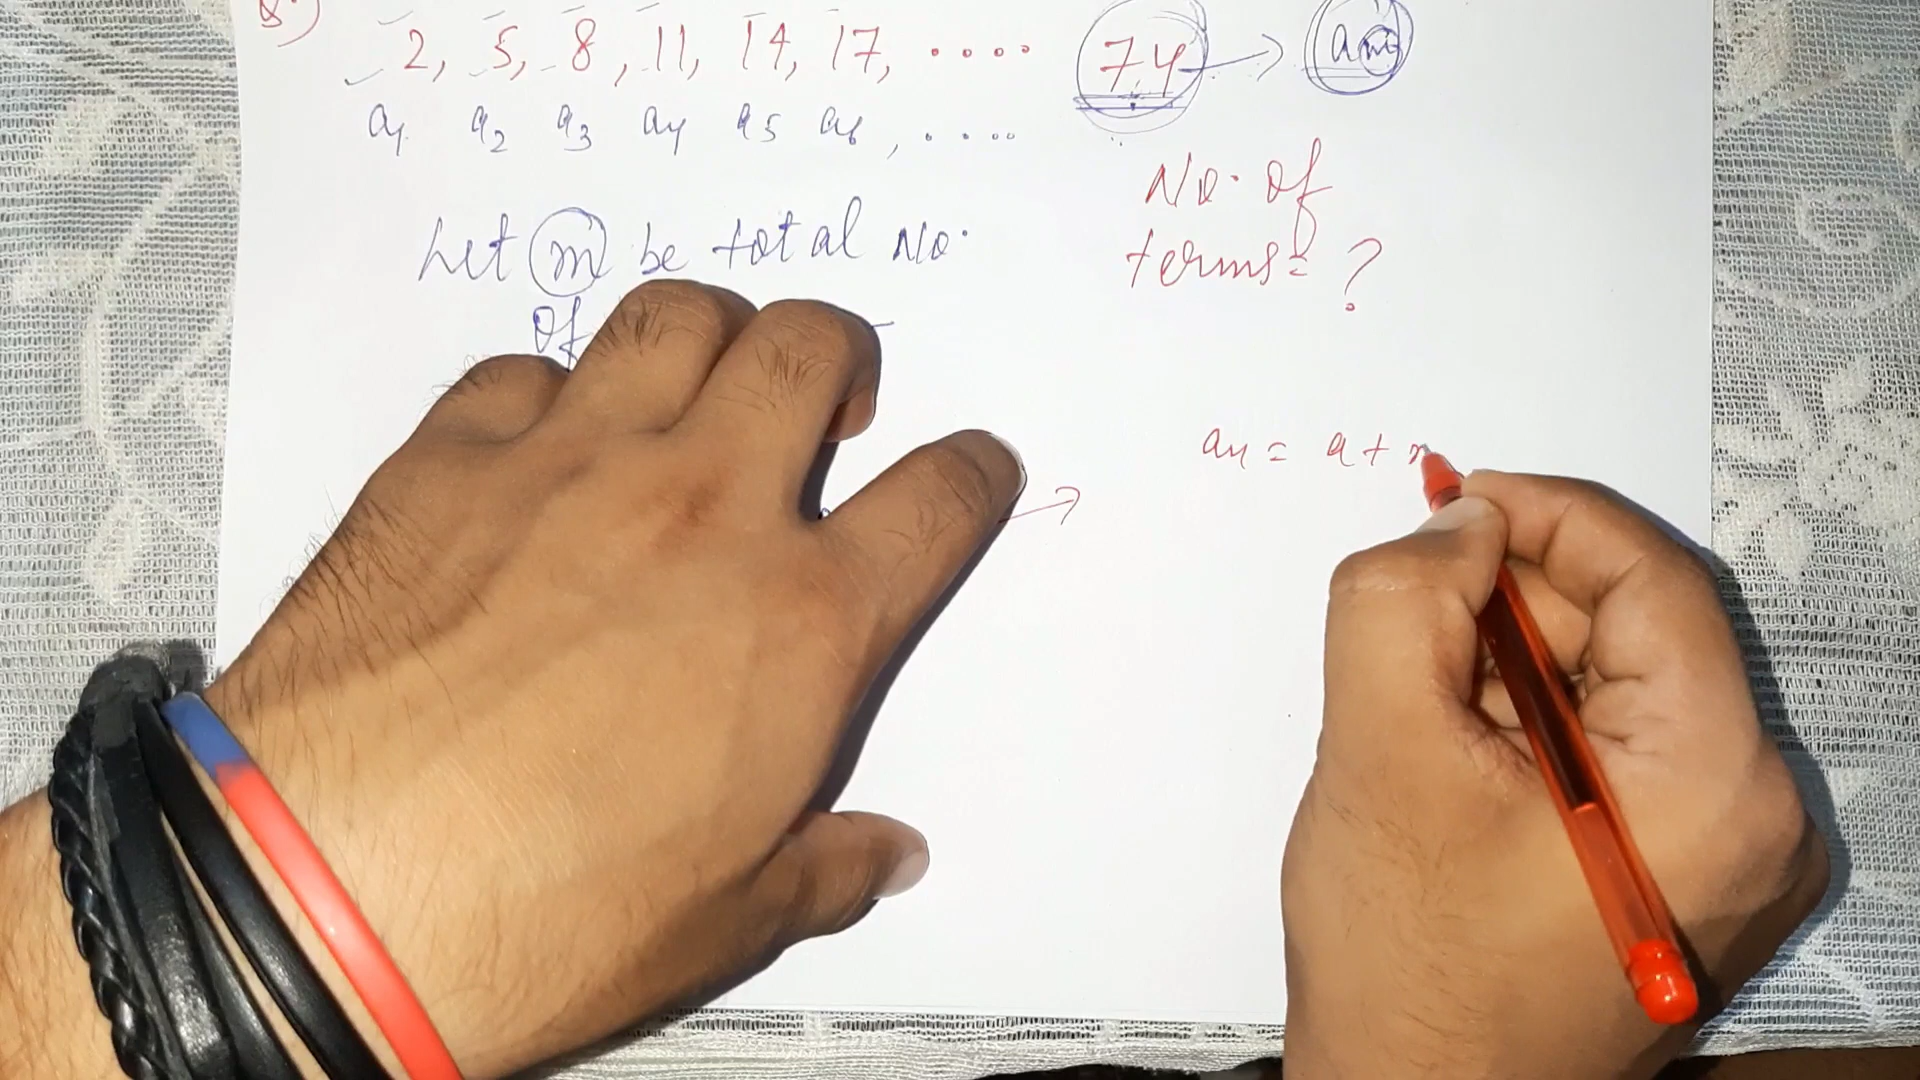 2, 5, 8, 11, 14, 17, .... 74 → am
a1 a2 a3 a4 a5 a6, ....
No. of
terms = ?
Let m be total No.
of
an = a + n